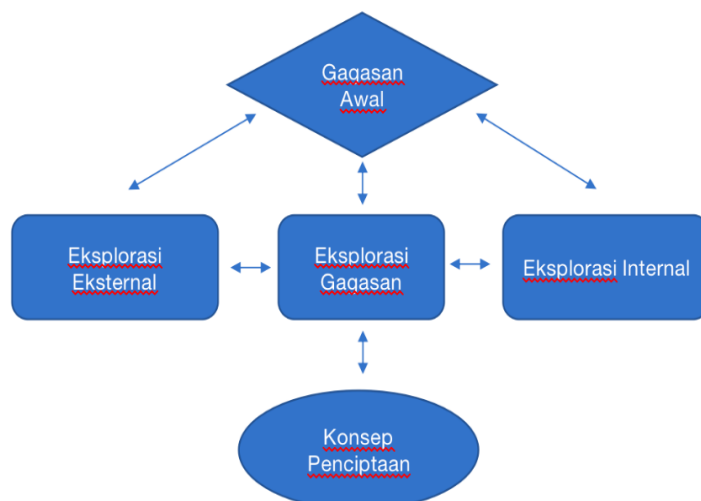 Gagasan
Awal
Eksplorasi
Eksternal
Eksplorasi
Gagasan
Eksplorasi Internal
Konsep
Penciptaan